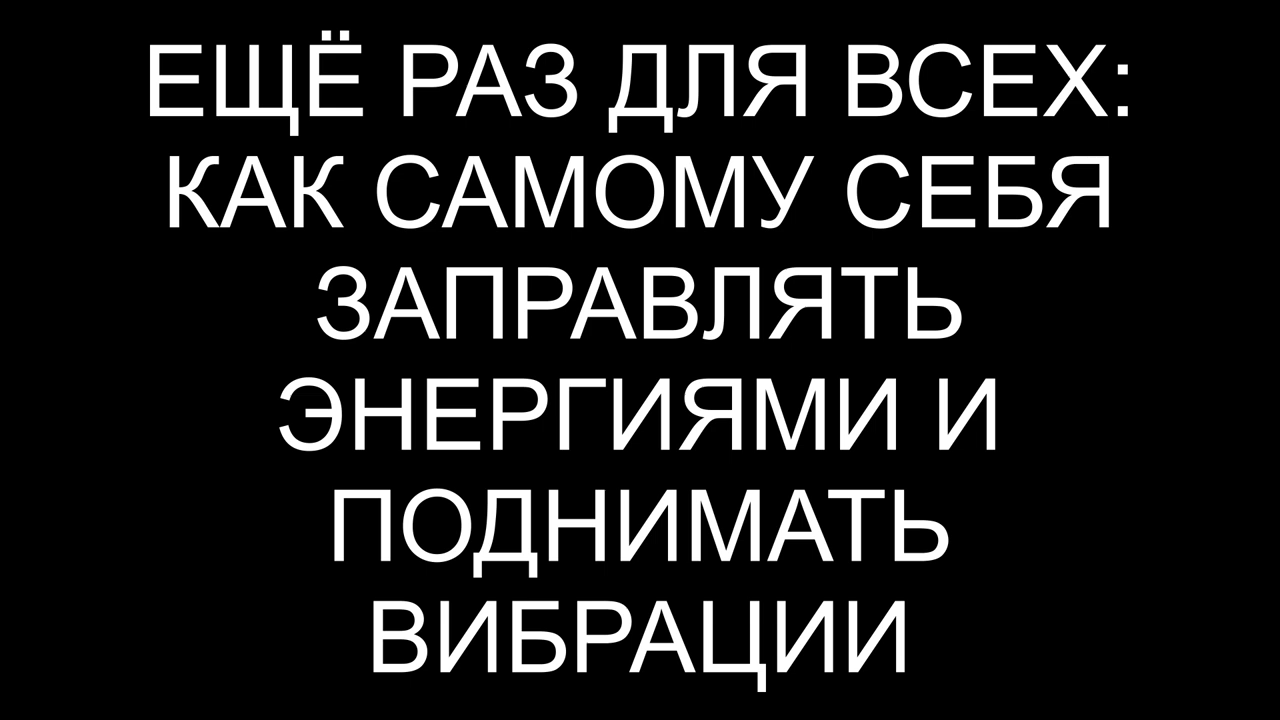 ЕЩЁ РАЗ ДЛЯ ВСЕХ:
КАК САМОМУ СЕБЯ
ЗАПРАВЛЯТЬ
ЭНЕРГИЯМИ И
ПОДНИМАТЬ
ВИБРАЦИИ